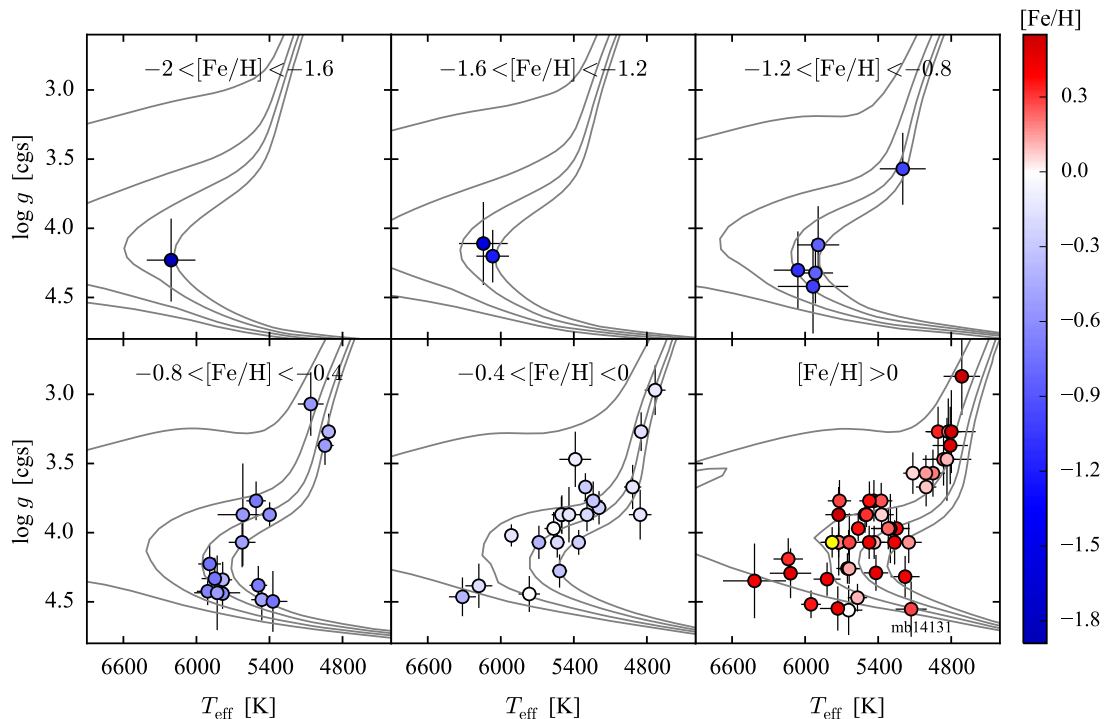 [Fe/H]
−2 < [Fe/H] < −1.6
−1.6 < [Fe/H] < −1.2
−1.2 < [Fe/H] < −0.8
3.0
3.5
4.0
4.5
log g [cgs]
−0.8 < [Fe/H] < −0.4
−0.4 < [Fe/H] < 0
[Fe/H] > 0
3.0
3.5
4.0
4.5
log g [cgs]
mb14131
6600 6000 5400 4800
6600 6000 5400 4800
6600 6000 5400 4800
Teff [K]
Teff [K]
Teff [K]
0.3
0.0
−0.3
−0.6
−0.9
−1.2
−1.5
−1.8